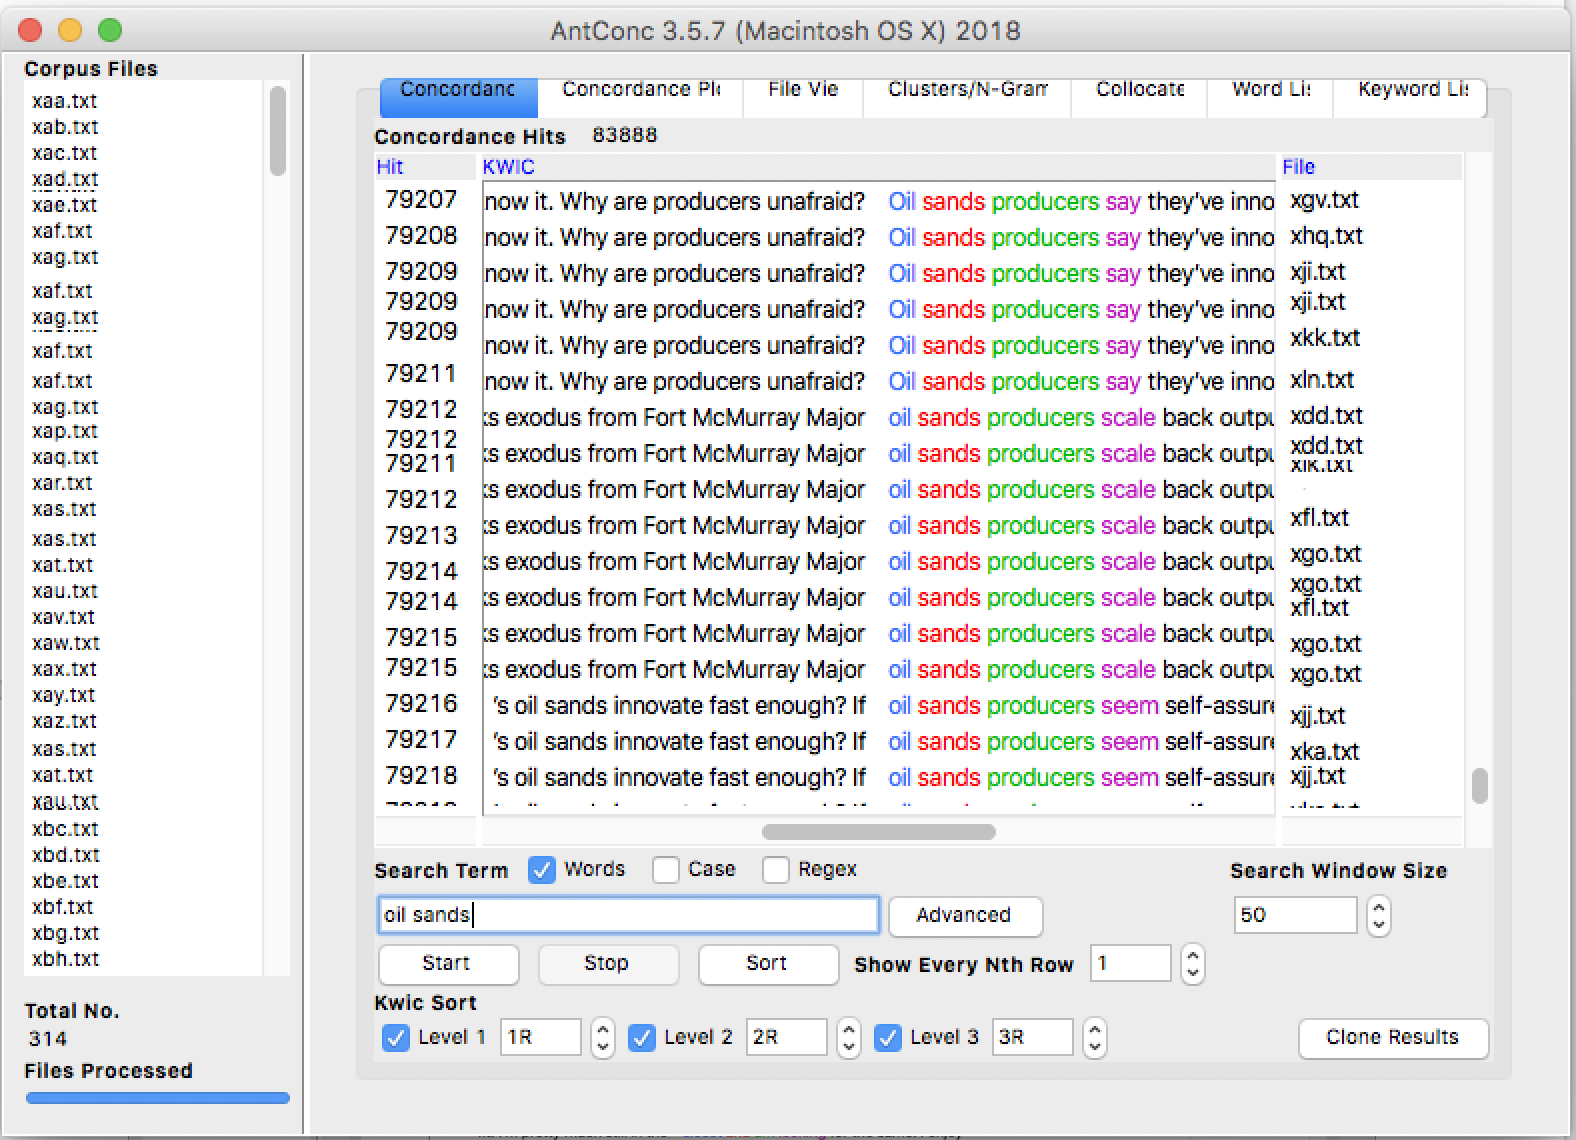 AntConc 3.5.7 (Macintosh OS X) 2018
Corpus Files
xaa.txt
xab.txt
xac.txt
xad.txt
xae.txt
xaf.txt
xag.txt
xaf.txt
xag.txt
xaf.txt
xaf.txt
xag.txt
xap.txt
xaq.txt
xar.txt
xas.txt
xas.txt
xat.txt
xau.txt
xav.txt
xaw.txt
xax.txt
xay.txt
xaz.txt
xas.txt
xat.txt
xau.txt
xbc.txt
xbd.txt
xbe.txt
xbf.txt
xbg.txt
xbh.txt
Total No.
314
Files Processed
Concordanc Concordance Plo File Vie Clusters/N-Gram Collocate Word Lis Keyword Lis
Concordance Hits 83888
Hit KWIC File
79207 now it. Why are producers unafraid? Oil sands producers say they've inno xgv.txt
79208 now it. Why are producers unafraid? Oil sands producers say they've inno xhq.txt
79209 now it. Why are producers unafraid? Oil sands producers say they've inno xji.txt
79209 now it. Why are producers unafraid? Oil sands producers say they've inno xji.txt
79209 now it. Why are producers unafraid? Oil sands producers say they've inno xkk.txt
79211 now it. Why are producers unafraid? Oil sands producers say they've inno xln.txt
79212 ks exodus from Fort McMurray Major oil sands producers scale back outpu xdd.txt
79212 ks exodus from Fort McMurray Major oil sands producers scale back outpu xdd.txt
79211
79212 ks exodus from Fort McMurray Major oil sands producers scale back outpu
79213 ks exodus from Fort McMurray Major oil sands producers scale back outpu xfl.txt
79214 ks exodus from Fort McMurray Major oil sands producers scale back outpu xgo.txt
79214 ks exodus from Fort McMurray Major oil sands producers scale back outpu xgo.txt
xfl.txt
79215 ks exodus from Fort McMurray Major oil sands producers scale back outpu xgo.txt
79215 ks exodus from Fort McMurray Major oil sands producers scale back outpu xgo.txt
79216 's oil sands innovate fast enough? If oil sands producers seem self-assure xjj.txt
79217 's oil sands innovate fast enough? If oil sands producers seem self-assure xka.txt
79218 's oil sands innovate fast enough? If oil sands producers seem self-assure xjj.txt
Search Term Words Case Regex Search Window Size
oil sands Advanced 50
Start Stop Sort Show Every Nth Row 1
Kwic Sort
Level 1 1R Level 2 2R Level 3 3R Clone Results